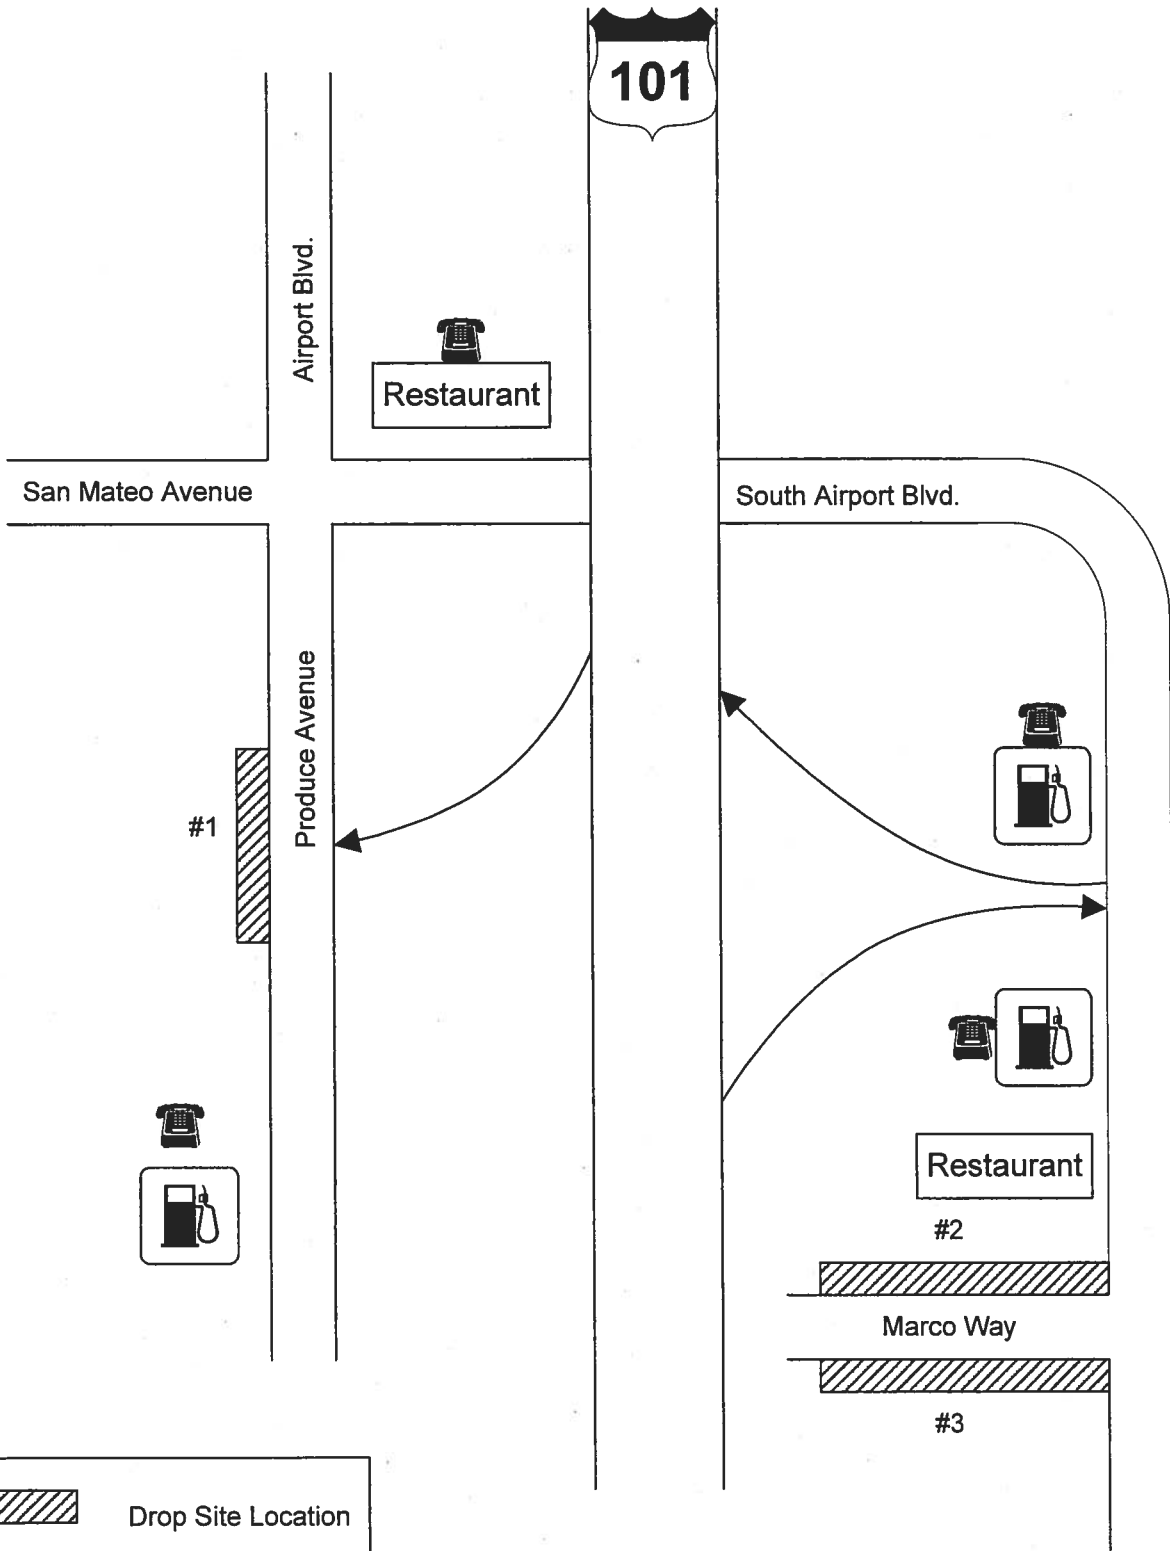 101
Airport Blvd.
Restaurant
San Mateo Avenue
South Airport Blvd.
Produce Avenue
#1
Restaurant
#2
Marco Way
#3
Drop Site Location